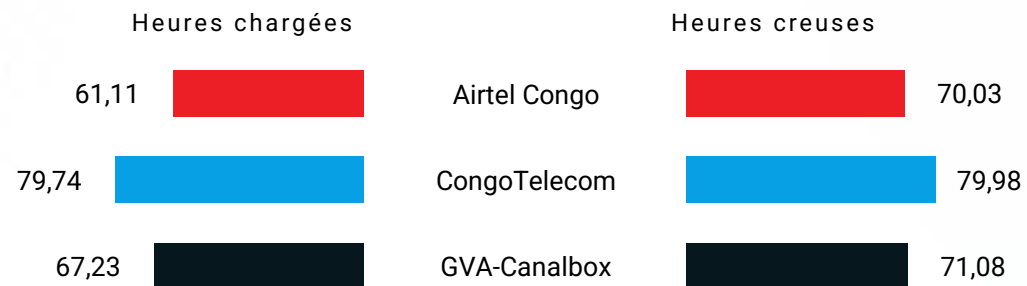 Heures chargées Heures creuses
61,11 Airtel Congo 70,03
79,74 CongoTelecom 79,98
67,23 GVA-Canalbox 71,08